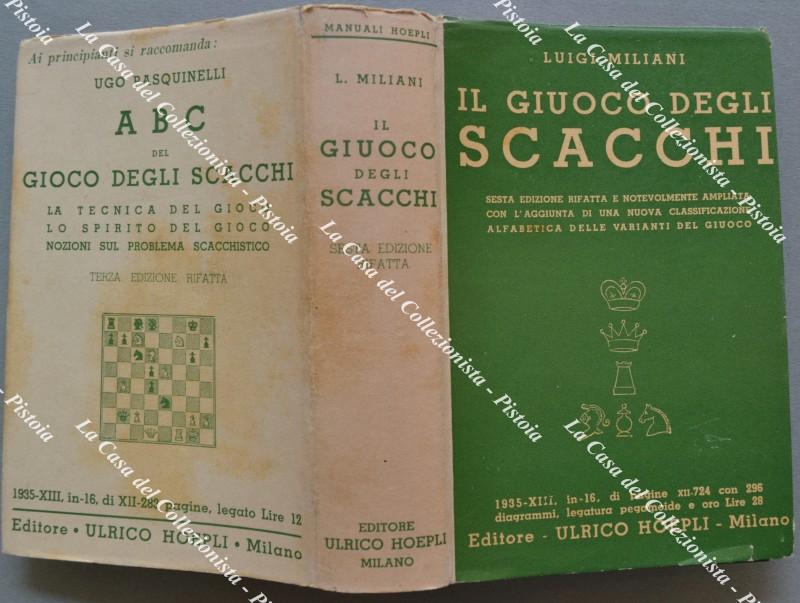 Ai principianti si raccomanda:
UGO PASQUINELLI
A B C
DEL
GIOCO DEGLI SCACCHI
LA TECNICA DEL GIOCO
LO SPIRITO DEL GIOCO
NOZIONI SUL PROBLEMA SCACCHISTICO
TERZA EDIZIONE RIFATTA
1935-XIII, in-16, di XII-283 pagine, legato Lire 12
Editore • ULRICO HOEPLI • Milano
MANUALI HOEPLI
L. MILIANI
IL
GIUOCO
DEGLI
SCACCHI
SESTA EDIZIONE
RIFATTA
EDITORE
ULRICO HOEPLI
MILANO
LUIGI MILIANI
IL GIUOCO DEGLI
SCACCHI
SESTA EDIZIONE RIFATTA E NOTEVOLMENTE AMPLIATA
CON L'AGGIUNTA DI UNA NUOVA CLASSIFICAZIONE
ALFABETICA DELLE VARIANTI DEL GIUOCO
1935-XIII, in-16, di pagine XII-724 con 296
diagrammi, legatura pegamoide e oro Lire 28
Editore - ULRICO HOEPLI - Milano
La Casa del Collezionista - Pistoia